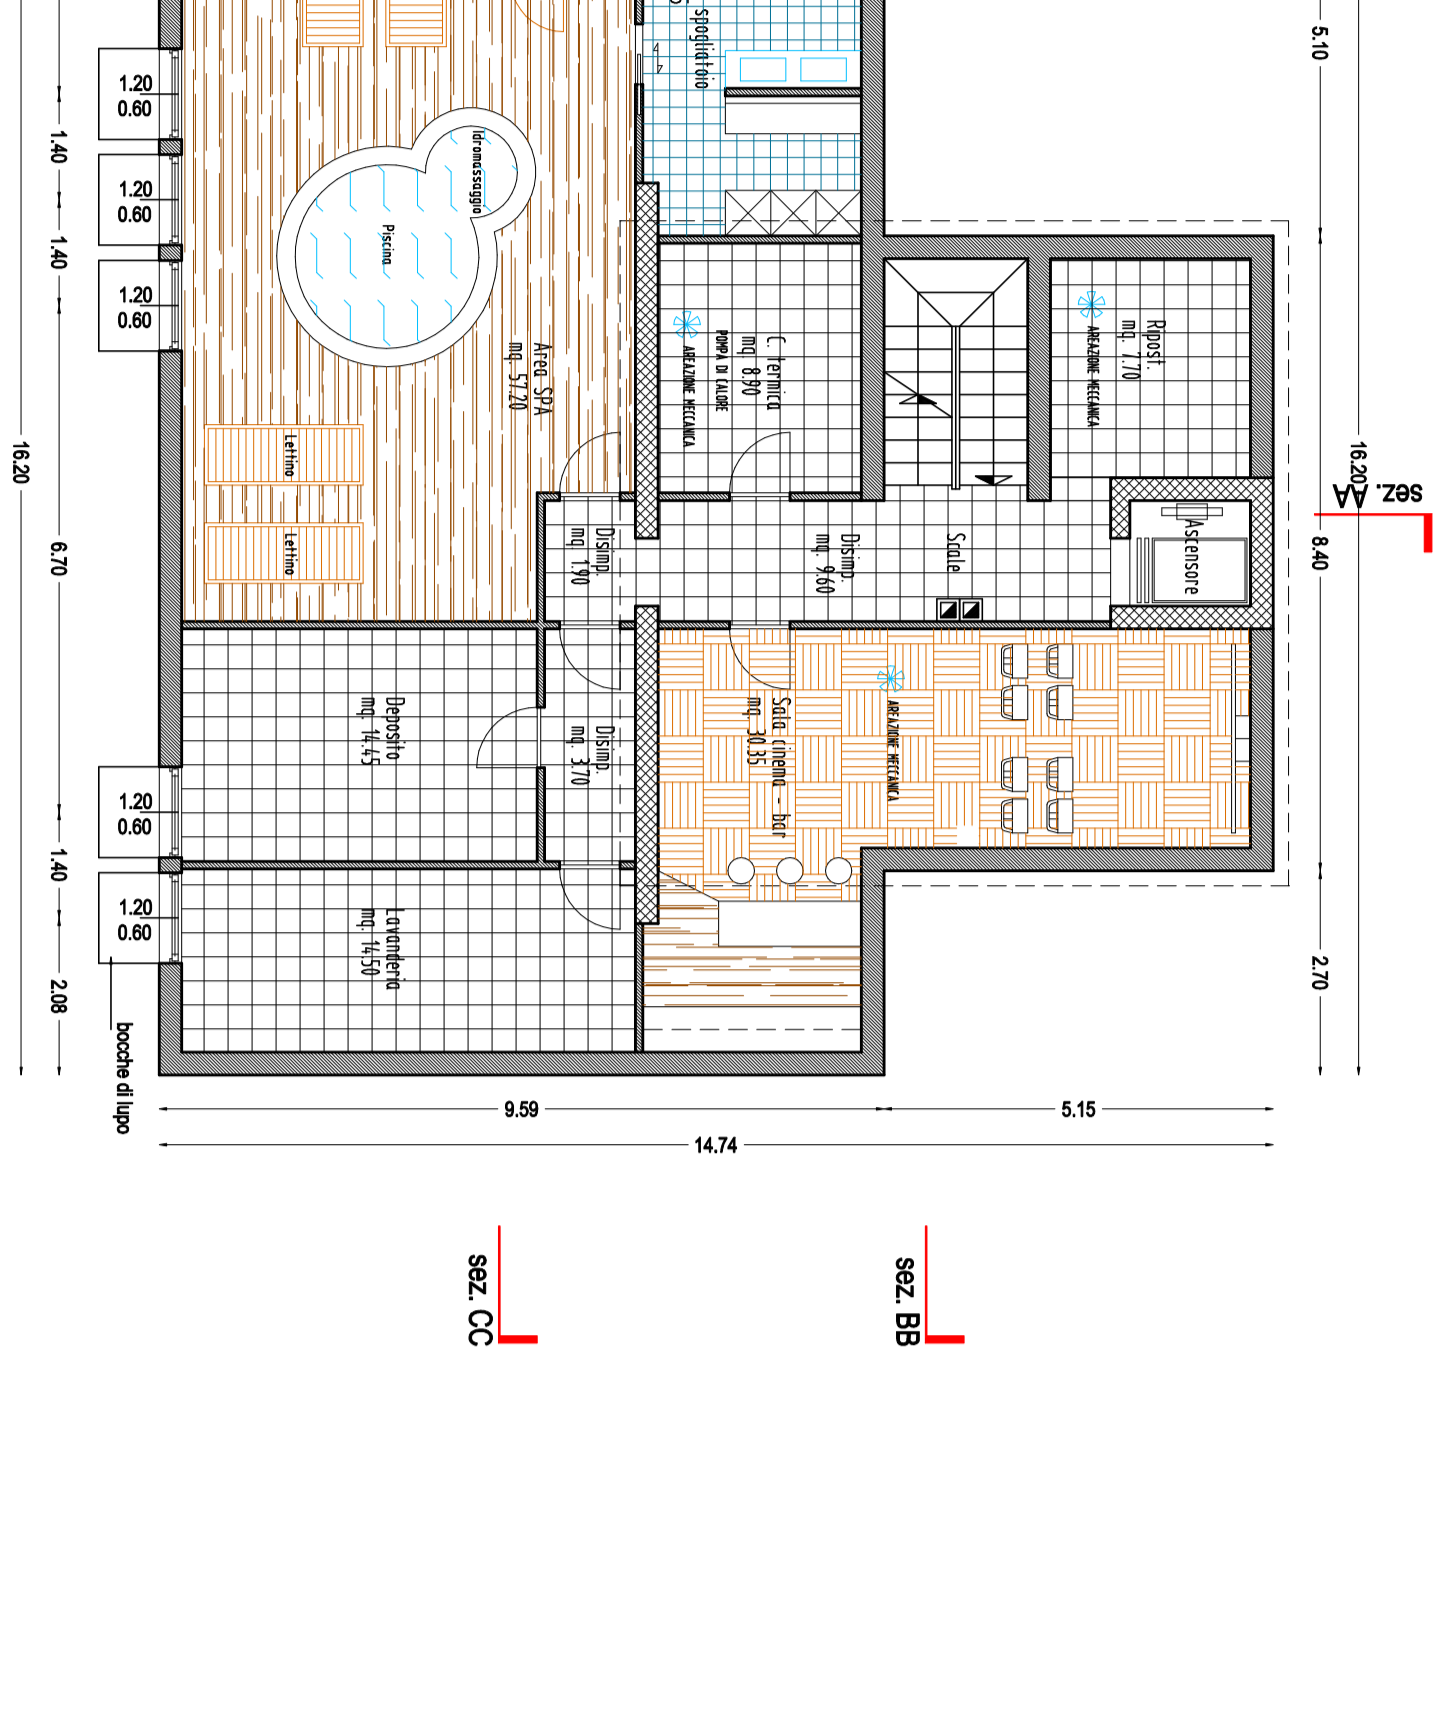 spogliatoio
5.10
1.20
0.60
1.40
1.20
0.60
1.40
1.20
0.60
Idromassaggio
Piscina
Area SPA
mq. 57.20
C. termica
mq. 8.90
POMPA DI CALORE
AREAZIONE MECCANICA
Ripost.
mq. 7.70
AREAZIONE MECCANICA
Lettino
Lettino
16.20
6.70
Disimp.
mq. 1.90
Disimp.
mq. 9.60
Scale
Ascensore
16.20
8.40
sez. AA
Deposito
mq. 14.45
Disimp.
mq. 3.70
Sala cinema - bar
mq. 30.35
AREAZIONE MECCANICA
1.20
0.60
1.40
1.20
0.60
2.08
Lavanderia
mq. 14.50
2.70
bocche di lupo
9.59
5.15
14.74
sez. CC
sez. BB